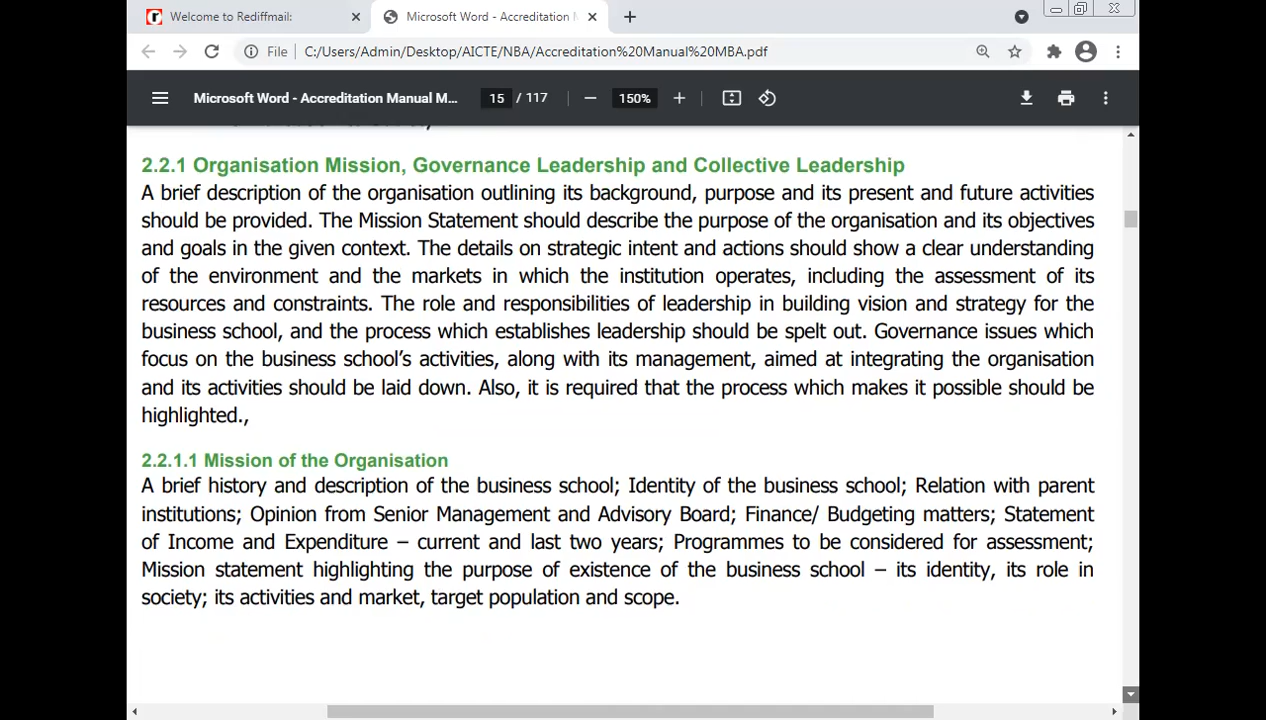 Welcome to Rediffmail:
Microsoft Word - Accreditation M
File C:/Users/Admin/Desktop/AICTE/NBA/Accreditation%20Manual%20MBA.pdf
Microsoft Word - Accreditation Manual M... 15 / 117 150%
2.2.1 Organisation Mission, Governance Leadership and Collective Leadership
A brief description of the organisation outlining its background, purpose and its present and future activities
should be provided. The Mission Statement should describe the purpose of the organisation and its objectives
and goals in the given context. The details on strategic intent and actions should show a clear understanding
of the environment and the markets in which the institution operates, including the assessment of its
resources and constraints. The role and responsibilities of leadership in building vision and strategy for the
business school, and the process which establishes leadership should be spelt out. Governance issues which
focus on the business school's activities, along with its management, aimed at integrating the organisation
and its activities should be laid down. Also, it is required that the process which makes it possible should be
highlighted.,
2.2.1.1 Mission of the Organisation
A brief history and description of the business school; Identity of the business school; Relation with parent
institutions; Opinion from Senior Management and Advisory Board; Finance/ Budgeting matters; Statement
of Income and Expenditure – current and last two years; Programmes to be considered for assessment;
Mission statement highlighting the purpose of existence of the business school – its identity, its role in
society; its activities and market, target population and scope.